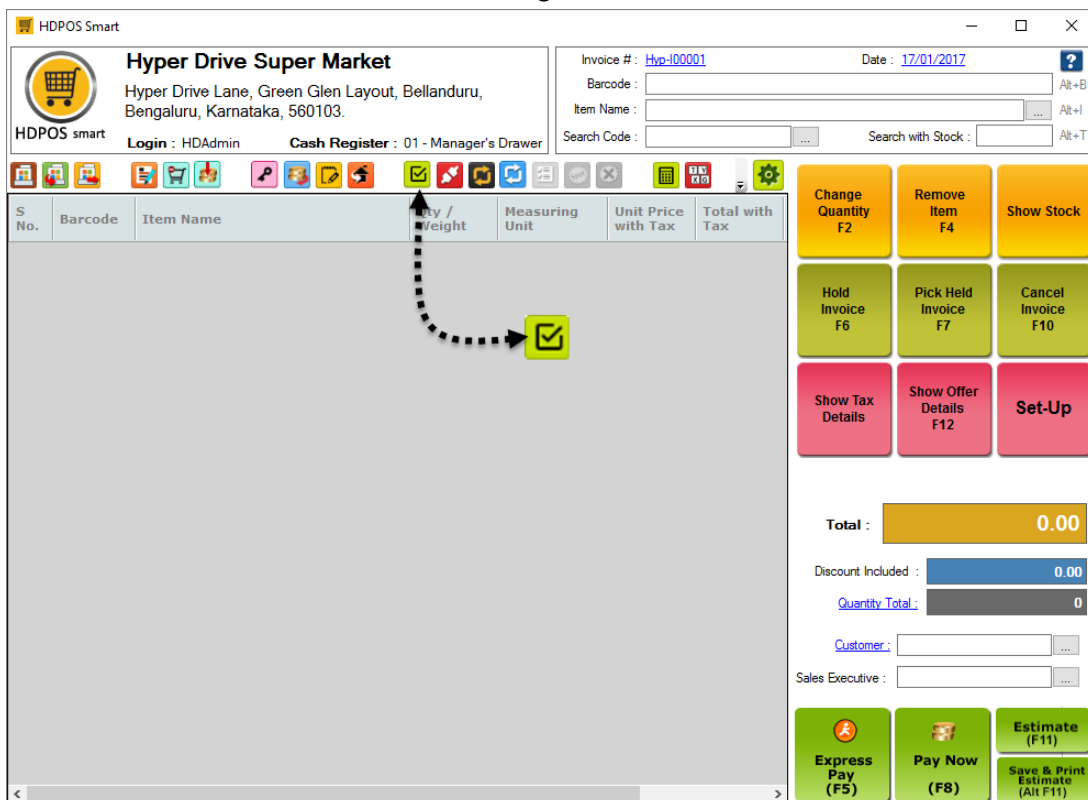 HDPOS Smart
HDPOS smart
Hyper Drive Super Market
Hyper Drive Lane, Green Glen Layout, Bellanduru,
Bengaluru, Karnataka, 560103.
Login : HDAdmin Cash Register : 01 - Manager's Drawer
Invoice # : Hyp-I00001 Date : 17/01/2017 ?
Barcode : Alt+B
Item Name : ... Alt+I
Search Code : ... Search with Stock : Alt+T
S No. Barcode Item Name Qty / Weight Measuring Unit Unit Price with Tax Total with Tax
Change Quantity F2
Remove Item F4
Show Stock
Hold Invoice F6
Pick Held Invoice F7
Cancel Invoice F10
Show Tax Details
Show Offer Details F12
Set-Up
Total : 0.00
Discount Included : 0.00
Quantity Total : 0
Customer : ...
Sales Executive : ...
Express Pay (F5)
Pay Now (F8)
Estimate (F11)
Save & Print Estimate (Alt F11)